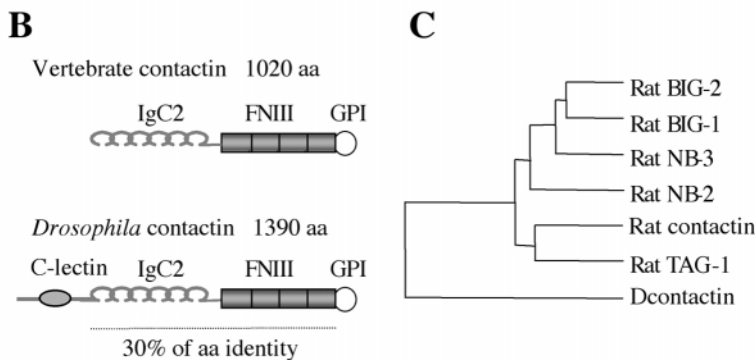 B
Vertebrate contactin 1020 aa
IgC2 FNIII GPI
Drosophila contactin 1390 aa
C-lectin IgC2 FNIII GPI
30% of aa identity
C
Rat BIG-2
Rat BIG-1
Rat NB-3
Rat NB-2
Rat contactin
Rat TAG-1
Dcontactin